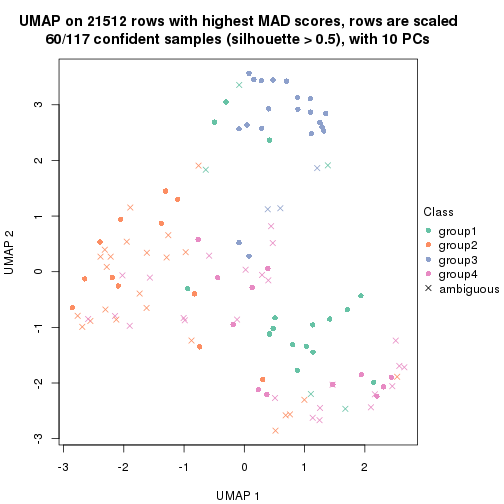 UMAP on 21512 rows with highest MAD scores, rows are scaled
60/117 confident samples (silhouette > 0.5), with 10 PCs
3
2
1
0
-1
-2
-3
UMAP 2
-3
-2
-1
0
1
2
UMAP 1
Class
group1
group2
group3
group4
ambiguous